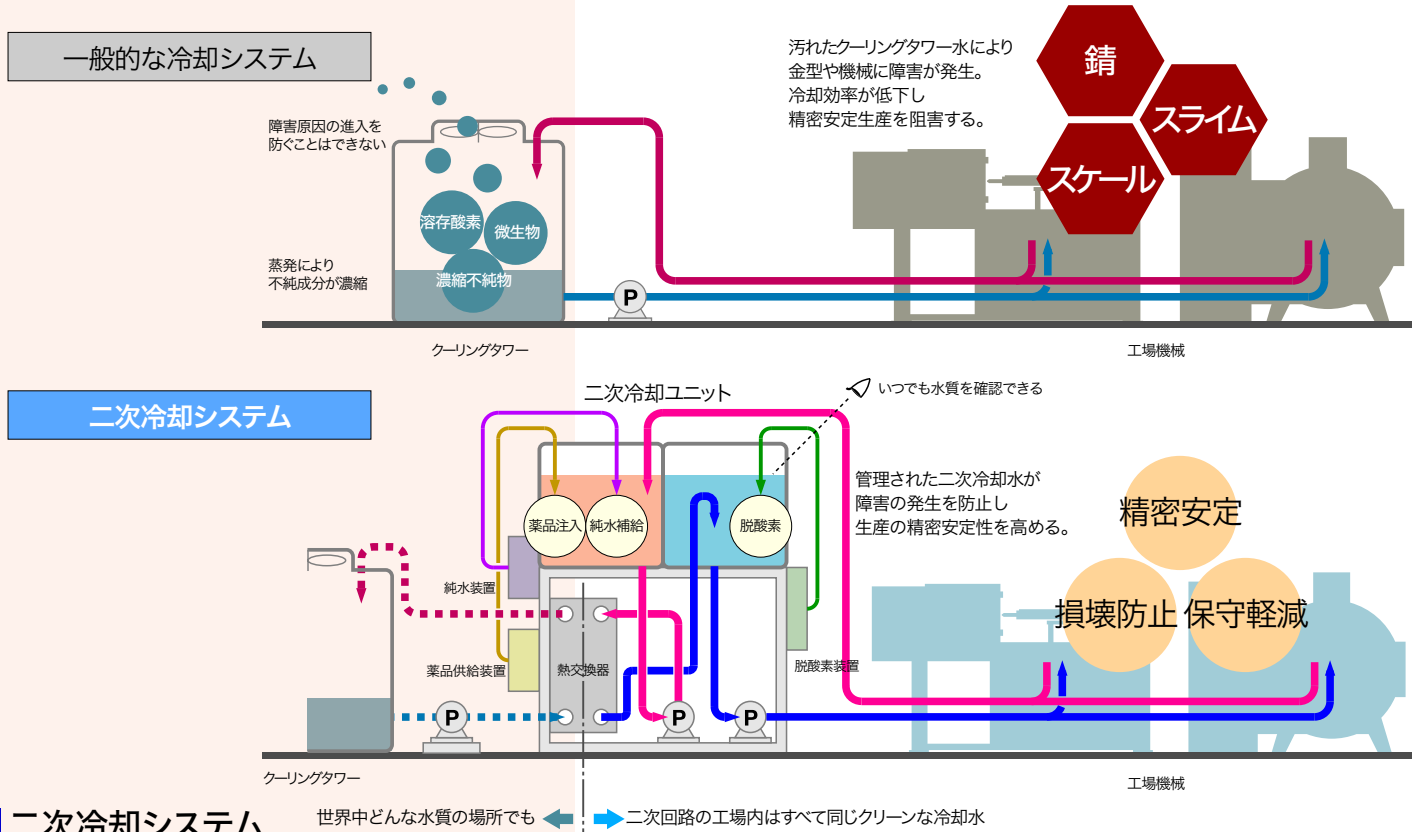 一般的な冷却システム
障害原因の進入を
防ぐことはできない
溶存酸素
微生物
濃縮不純物
蒸発により
不純成分が濃縮
P
クーリングタワー
汚れたクーリングタワー水により
金型や機械に障害が発生。
冷却効率が低下し
精密安定生産を阻害する。
錆
スライム
スケール
工場機械
二次冷却システム
二次冷却ユニット
いつでも水質を確認できる
薬品注入
純水補給
脱酸素
管理された二次冷却水が
障害の発生を防止し
生産の精密安定性を高める。
精密安定
損壊防止
保守軽減
純水装置
薬品供給装置
熱交換器
脱酸素装置
P
P
P
クーリングタワー
工場機械
二次冷却システム
世界中どんな水質の場所でも
二次回路の工場内はすべて同じクリーンな冷却水